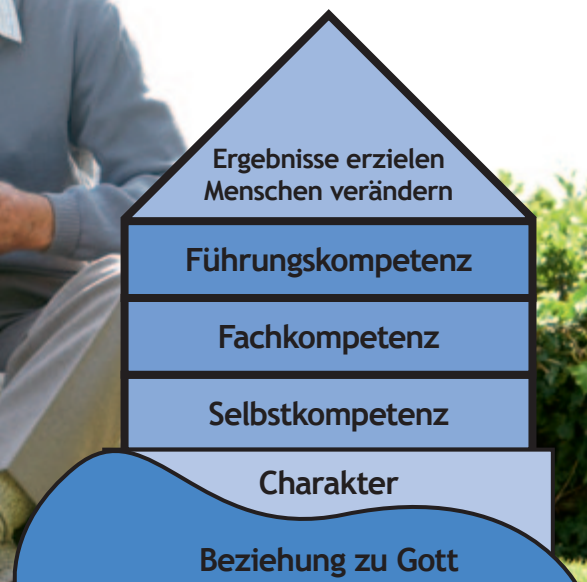 Ergebnisse erzielen
Menschen verändern
Führungskompetenz
Fachkompetenz
Selbstkompetenz
Charakter
Beziehung zu Gott